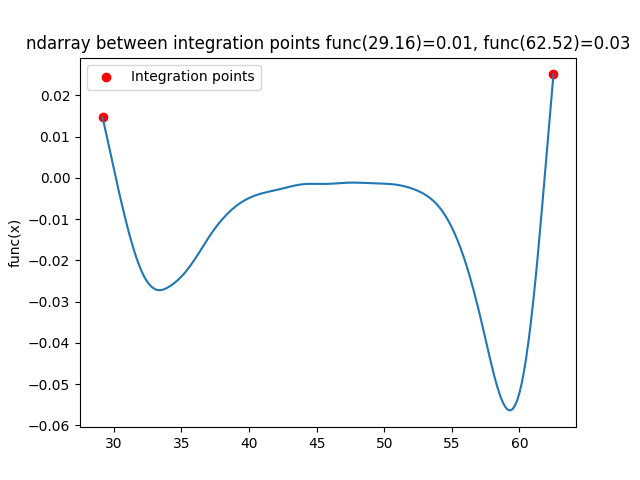 ndarray between integration points func(29.16)=0.01, func(62.52)=0.03
Integration points
func(x)
0.02
0.01
0.00
−0.01
−0.02
−0.03
−0.04
−0.05
−0.06
30 35 40 45 50 55 60